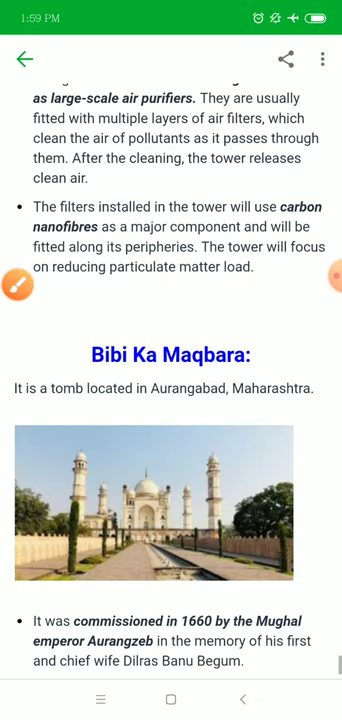 1:59 PM
as large-scale air purifiers. They are usually
fitted with multiple layers of air filters, which
clean the air of pollutants as it passes through
them. After the cleaning, the tower releases
clean air.
• The filters installed in the tower will use carbon
nanofibres as a major component and will be
fitted along its peripheries. The tower will focus
on reducing particulate matter load.
Bibi Ka Maqbara:
It is a tomb located in Aurangabad, Maharashtra.
• It was commissioned in 1660 by the Mughal
emperor Aurangzeb in the memory of his first
and chief wife Dilras Banu Begum.